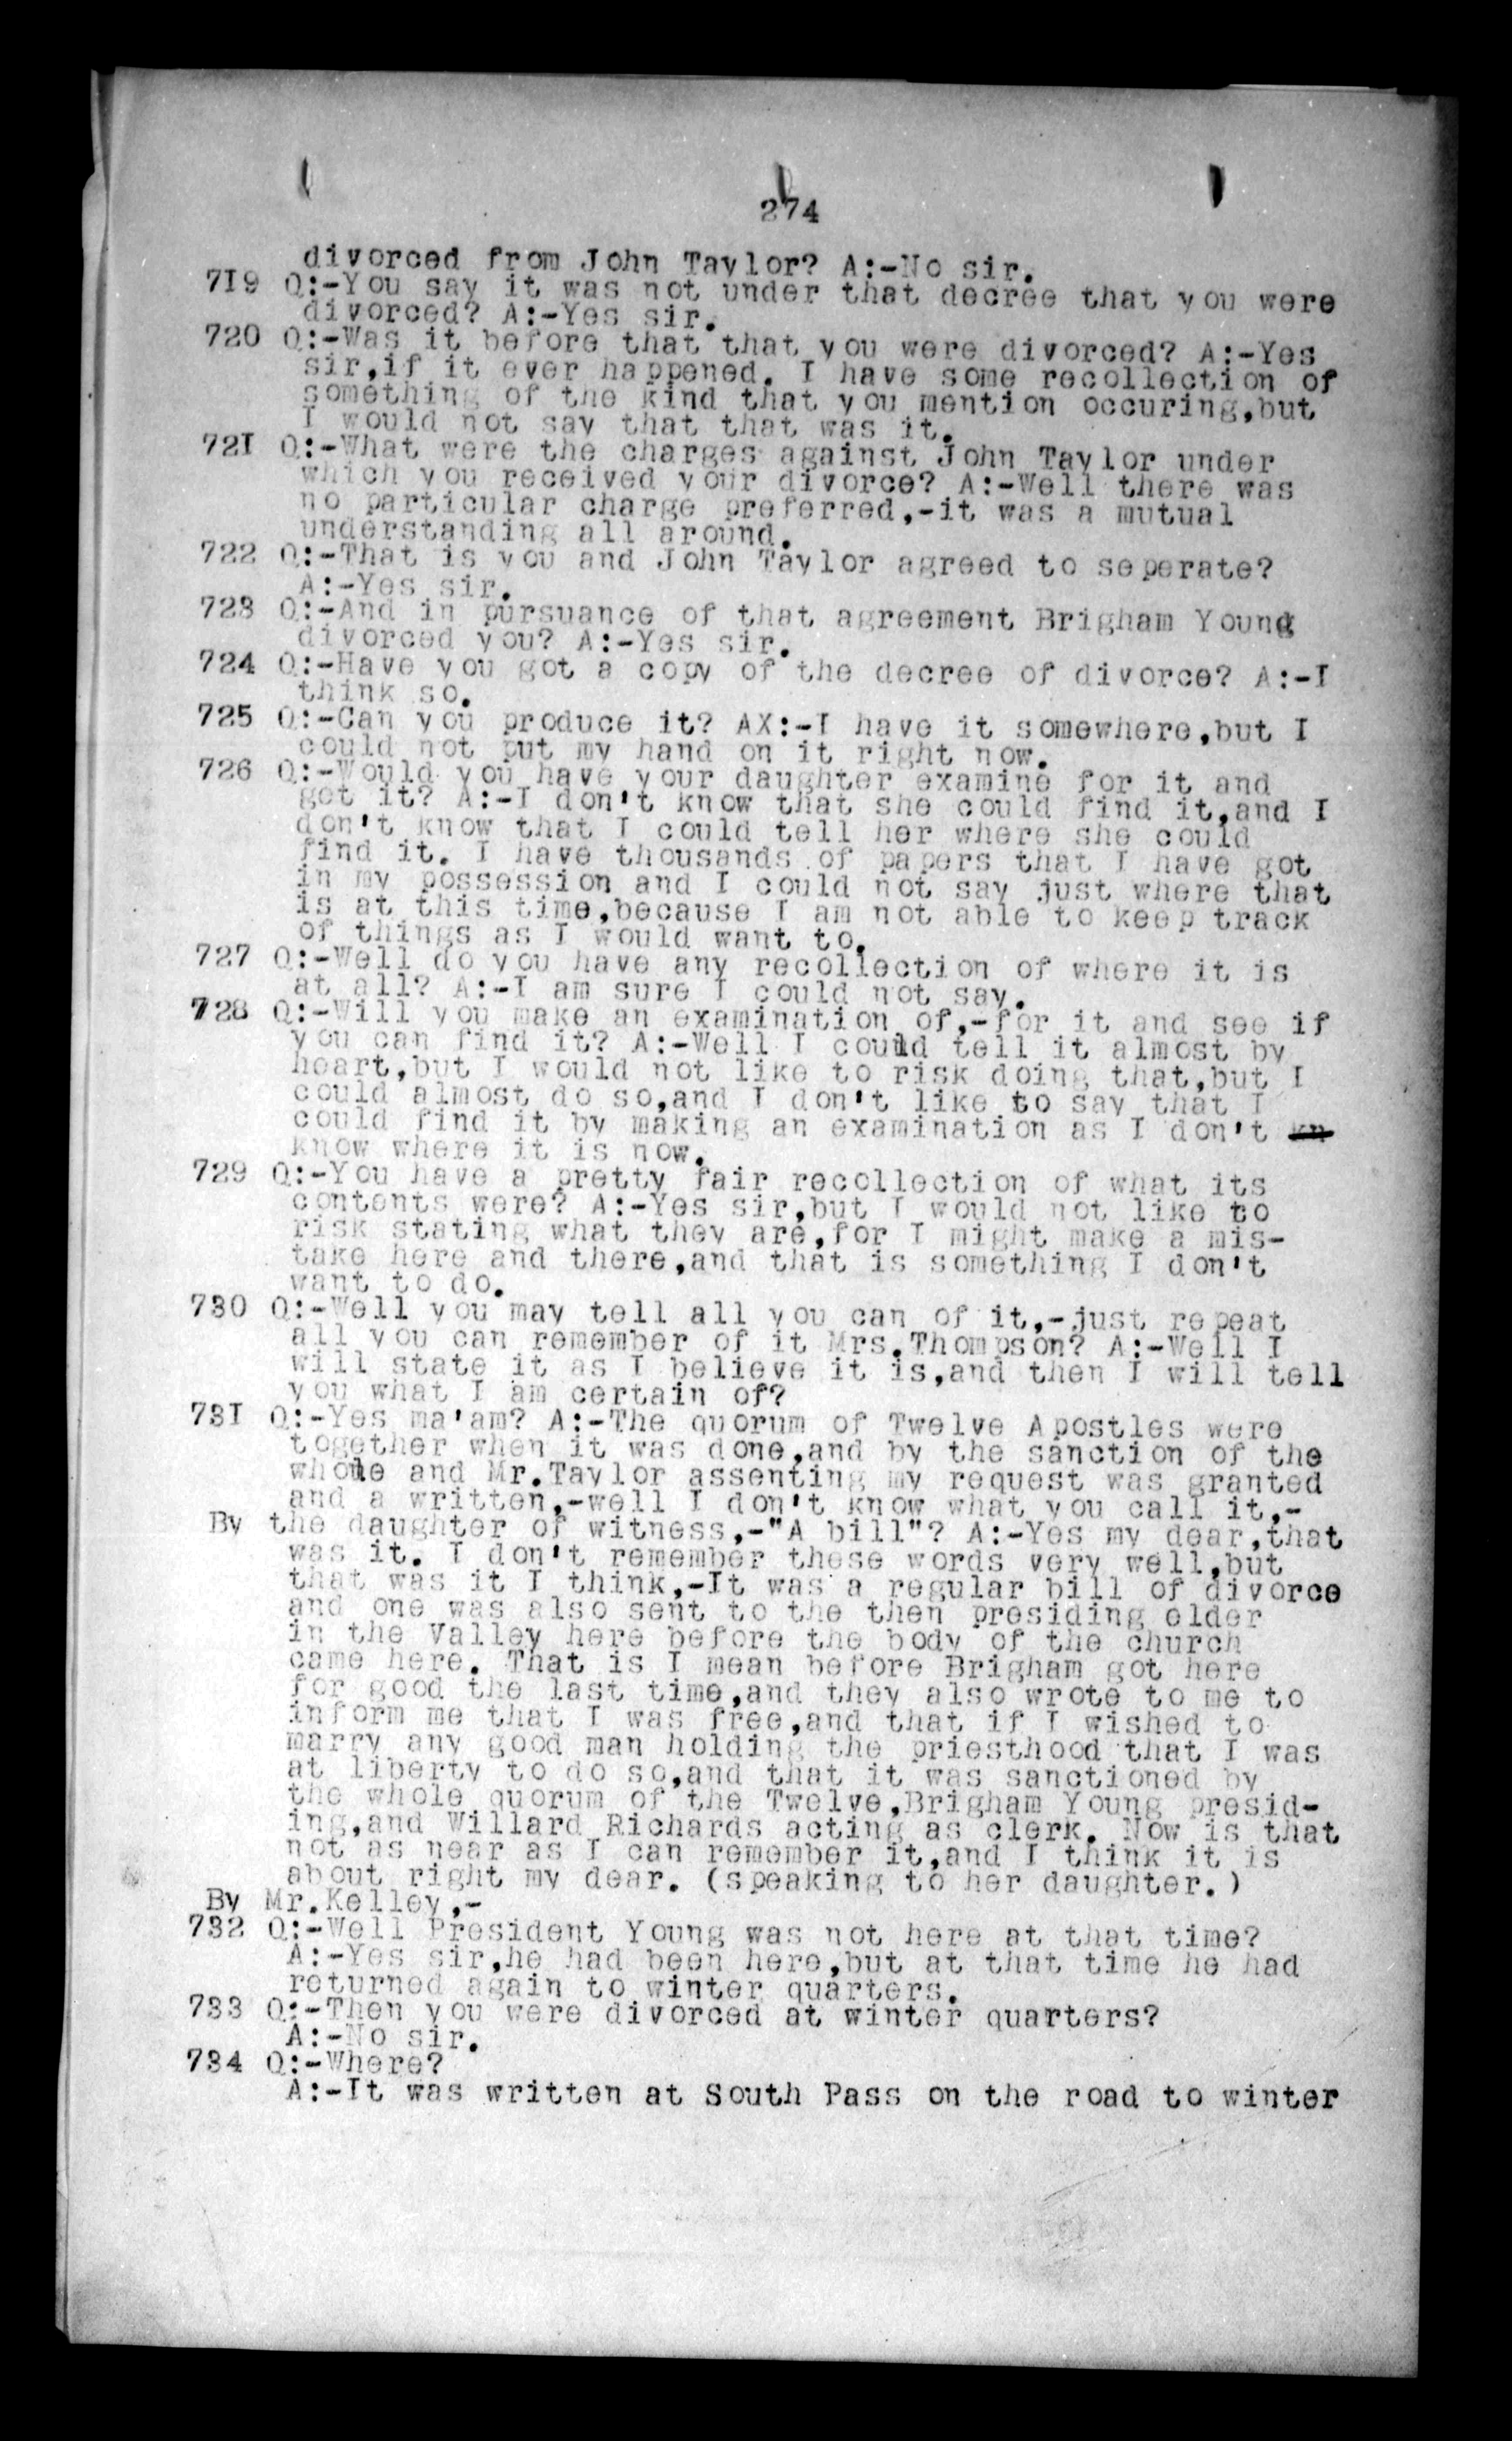 274
divorced from John Taylor? A:-No sir.
719 Q:-You say it was not under that decree that you were
divorced? A:-Yes sir.
720 Q:-Was it before that that you were divorced? A:-Yes
sir,if it ever happened. I have some recollection of
something of the kind that you mention occuring,but
I would not say that that was it.
721 Q:-What were the charges against John Taylor under
which you received your divorce? A:-Well there was
no particular charge preferred,-it was a mutual
understanding all around.
722 Q:-That is you and John Taylor agreed to seperate?
A:-Yes sir.
723 Q:-And in pursuance of that agreement Brigham Young
divorced you? A:-Yes sir.
724 Q:-Have you got a copy of the decree of divorce? A:-I
think so.
725 Q:-Can you produce it? AX:-I have it somewhere,but I
could not put my hand on it right now.
726 Q:-Would you have your daughter examine for it and
get it? A:-I don't know that she could find it,and I
don't know that I could tell her where she could
find it. I have thousands of papers that I have got
in my possession and I could not say just where that
is at this time,because I am not able to keep track
of things as I would want to.
727 Q:-Well do you have any recollection of where it is
at all? A:-I am sure I could not say.
728 Q:-Will you make an examination of,-for it and see if
you can find it? A:-Well I could tell it almost by
heart,but I would not like to risk doing that,but I
could almost do so,and I don't like to say that I
could find it by making an examination as I don't kn
know where it is now.
729 Q:-You have a pretty fair recollection of what its
contents were? A:-Yes sir,but I would not like to
risk stating what they are,for I might make a mis-
take here and there,and that is something I don't
want to do.
730 Q:-Well you may tell all you can of it,-just repeat
all you can remember of it Mrs.Thompson? A:-Well I
will state it as I believe it is,and then I will tell
you what I am certain of?
731 Q:-Yes ma'am? A:-The quorum of Twelve Apostles were
together when it was done,and by the sanction of the
whole and Mr.Taylor assenting my request was granted
and a written,-well I don't know what you call it,-
By the daughter of witness,-"A bill"? A:-Yes my dear,that
was it. I don't remember these words very well,but
that was it I think,-It was a regular bill of divorce
and one was also sent to the then presiding elder
in the Valley here before the body of the church
came here. That is I mean before Brigham got here
for good the last time,and they also wrote to me to
inform me that I was free,and that if I wished to
marry any good man holding the priesthood that I was
at liberty to do so,and that it was sanctioned by
the whole quorum of the Twelve,Brigham Young presid-
ing,and Willard Richards acting as clerk. Now is that
not as near as I can remember it,and I think it is
about right my dear. (speaking to her daughter.)
By Mr.Kelley,-
732 Q:-Well President Young was not here at that time?
A:-Yes sir,he had been here,but at that time he had
returned again to winter quarters.
733 Q:-Then you were divorced at winter quarters?
A:-No sir.
734 Q:-Where?
A:-It was written at South Pass on the road to winter